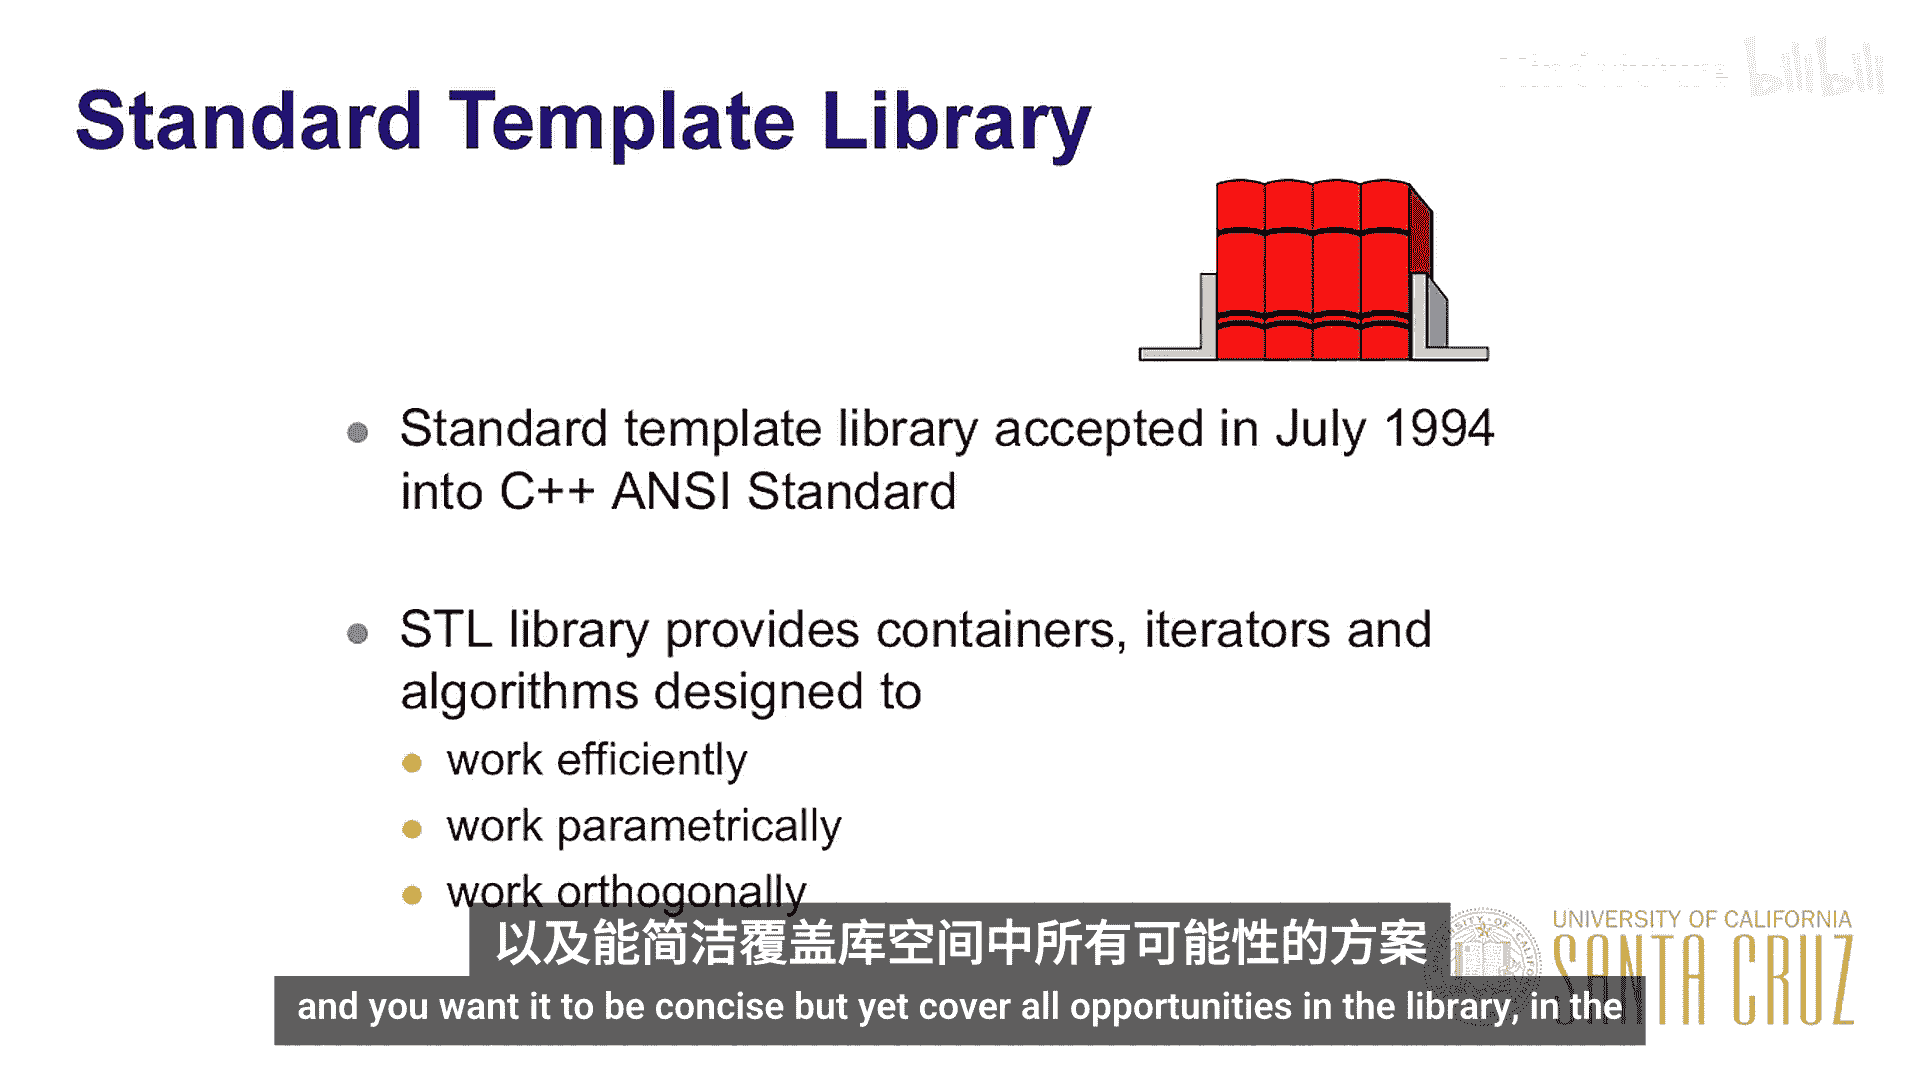 bilibili
Standard Template Library
Standard template library accepted in July 1994
into C++ ANSI Standard
STL library provides containers, iterators and
algorithms designed to
work efficiently
work parametrically
work orthogonally
以及能简洁覆盖库空间中所有可能性的方案
and you want it to be concise but yet cover all opportunities in the library, in the
UNIVERSITY OF CALIFORNIA
SANTA CRUZ